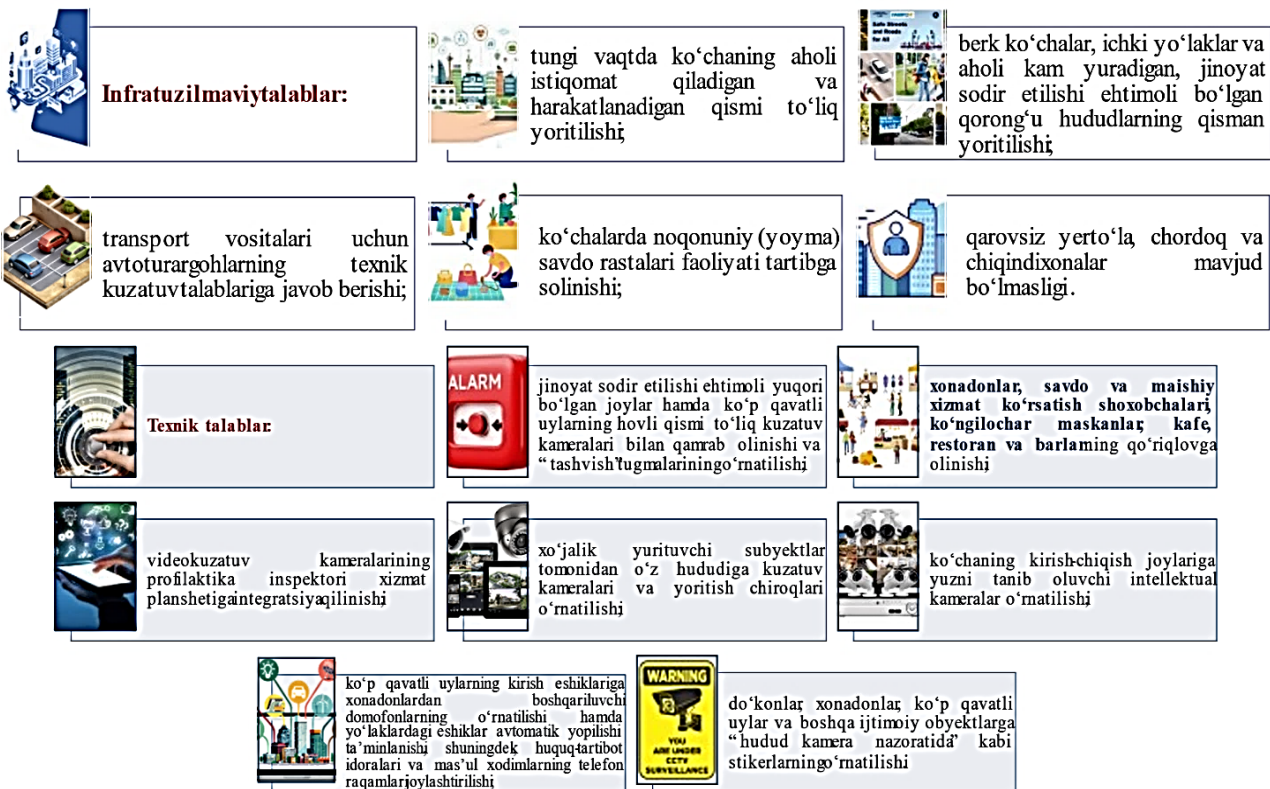 Infratuzilmaviytalablar:
tungi vaqtda ko‘chaning aholi
istiqomat qiladigan va
harakatlanadigan qismi to‘liq
yoritilishi;
Safe Streets
and Roads
for All
berk ko‘chalar, ichki yo‘laklar va
aholi kam yuradigan, jinoyat
sodir etilishi ehtimoli bo‘lgan
qorong‘u hududlarning qisman
yoritilishi;
transport vositalari uchun
avtoturargohlarning texnik
kuzatuvtalablariga javob berishi;
ko‘chalarda noqonuniy (yoyma)
savdo rastalari faoliyati tartibga
solinishi;
qarovsiz yerto‘la, chordoq va
chiqindixonalar mavjud
bo‘lmasligi.
Texnik talablar:
ALARM
jinoyat sodir etilishi ehtimoli yuqori
bo‘lgan joylar hamda ko‘p qavatli
uylarning hovli qismi to‘liq kuzatuv
kameralari bilan qamrab olinishi va
“tashvish”tugmalariningo‘rnatilishi;
xonadonlar, savdo va maishiy
xizmat ko‘rsatish shoxobchalari,
ko‘ngilochar maskanlar, kafe,
restoran va barlarning qo‘riqlovga
olinishi;
videokuzatuv kameralarining
profilaktika inspektori xizmat
planshetigaintegratsiyaqilinishi;
xo‘jalik yurituvchi subyektlar
tomonidan o‘z hududiga kuzatuv
kameralari va yoritish chiroqlari
o‘rnatilishi;
ko‘chaning kirish-chiqish joylariga
yuzni tanib oluvchi intellektual
kameralar o‘rnatilishi;
ko‘p qavatli uylarning kirish eshiklariga
xonadonlardan boshqariluvchi
domofonlarning o‘rnatilishi hamda
yo‘laklardagi eshiklar avtomatik yopilishi
ta’minlanishi, shuningdek, huquq-tartibot
idoralari va mas’ul xodimlarning telefon
raqamlarijoylashtirilishi;
WARNING
YOU
ARE UNDER
CCTV
SURVEILLANCE
do‘konlar, xonadonlar, ko‘p qavatli
uylar va boshqa ijtimoiy obyektlarga
“hudud kamera nazoratida” kabi
stikerlarningo‘rnatilishi.